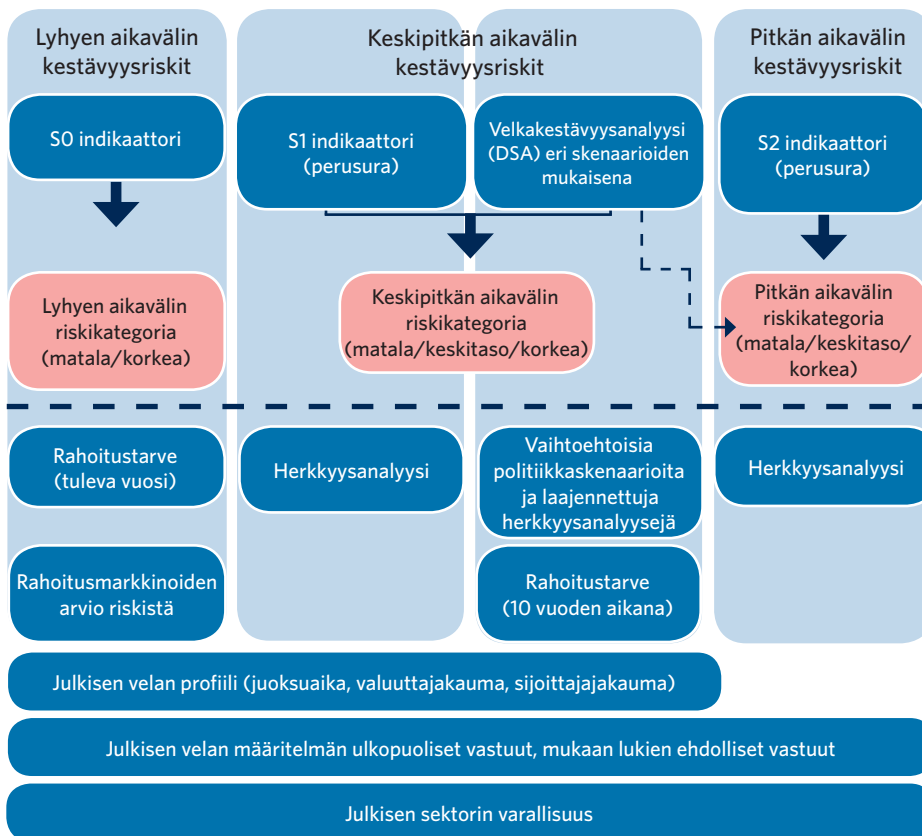 Lyhyen aikavälin
kestävyysriskit
Keskipitkän aikavälin
kestävyysriskit
Pitkän aikavälin
kestävyysriskit
S0 indikaattori
S1 indikaattori
(perusura)
Velkakestävyysanalyysi
(DSA) eri skenaarioiden
mukaisena
S2 indikaattori
(perusura)
Lyhyen aikavälin
riskikategoria
(matala/korkea)
Keskipitkän aikavälin
riskikategoria
(matala/keskitaso/korkea)
Pitkän aikavälin
riskikategoria
(matala/keskitaso/
korkea)
Rahoitustarve
(tuleva vuosi)
Herkkyysanalyysi
Vaihtoehtoisia
politiikkaskenaarioita
ja laajennettuja
herkkyysanalyysejä
Herkkyysanalyysi
Rahoitusmarkkinoiden
arvio riskistä
Rahoitustarve
(10 vuoden aikana)
Julkisen velan profiili (juoksuaika, valuuttajakauma, sijoittajajakauma)
Julkisen velan määritelmän ulkopuoliset vastuut, mukaan lukien ehdolliset vastuut
Julkisen sektorin varallisuus